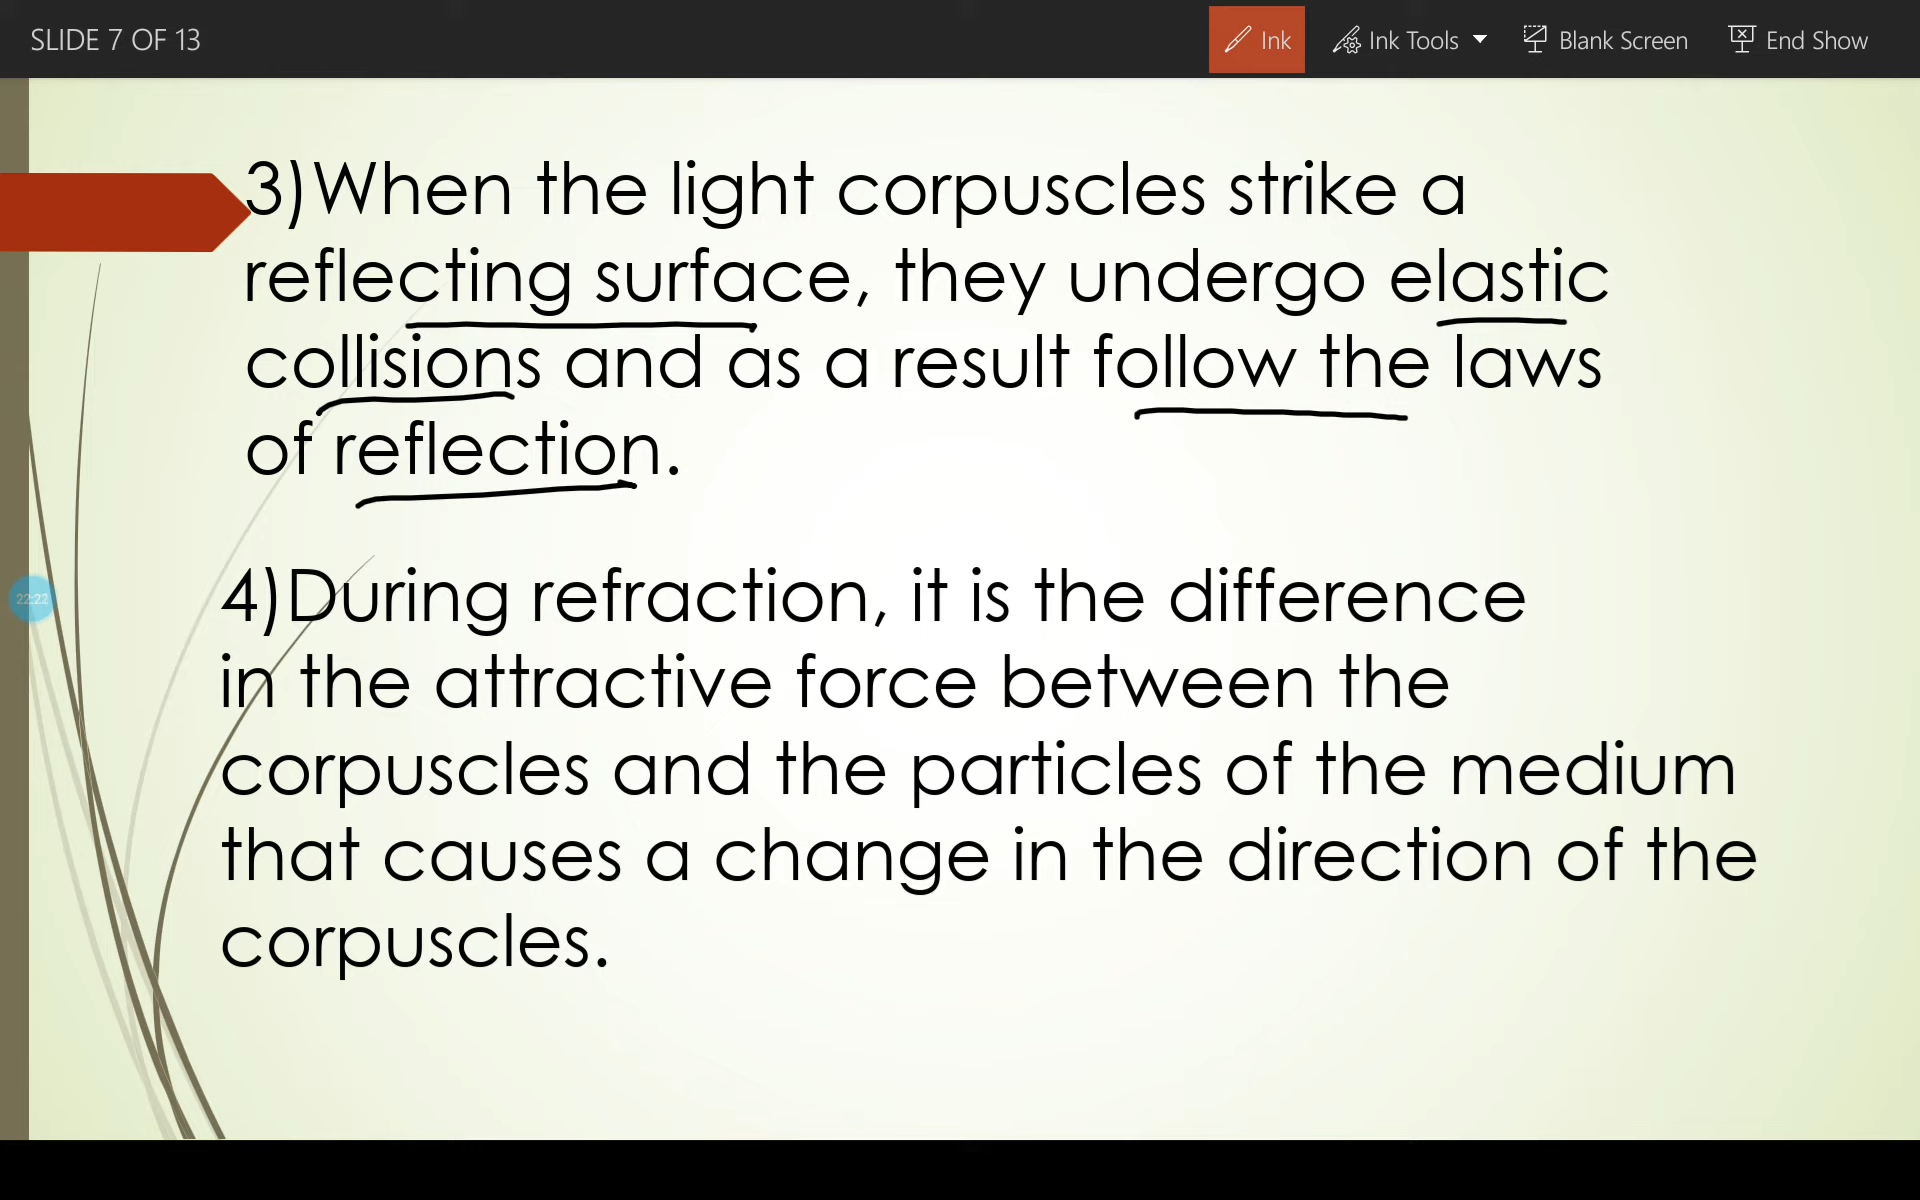 SLIDE 7 OF 13
Ink
Ink Tools
Blank Screen
End Show
3)When the light corpuscles strike a
reflecting surface, they undergo elastic
collisions and as a result follow the laws
of reflection.
22:22
4)During refraction, it is the difference
in the attractive force between the
corpuscles and the particles of the medium
that causes a change in the direction of the
corpuscles.